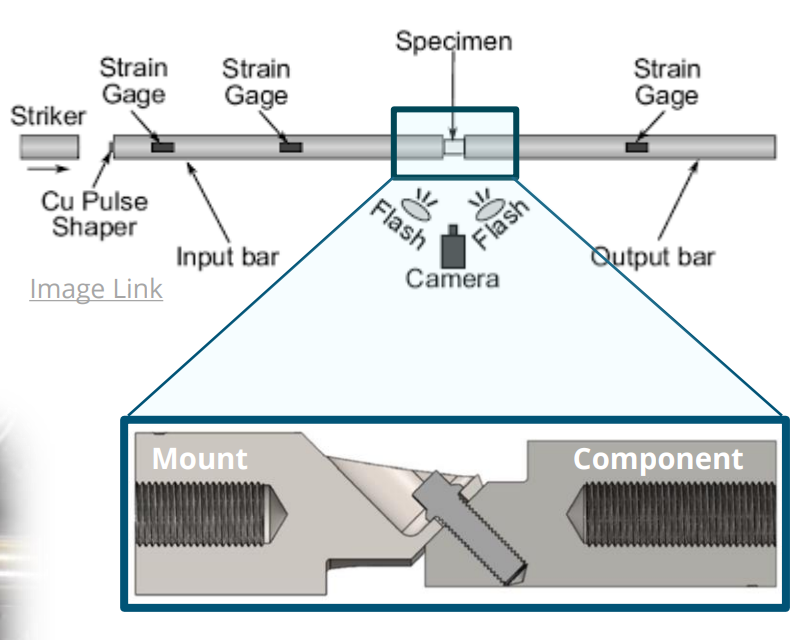 Specimen
Strain
Gage
Strain
Gage
Strain
Gage
Striker
Cu Pulse
Shaper
Input bar
Flash
Flash
Camera
Output bar
Image Link
Mount
Component